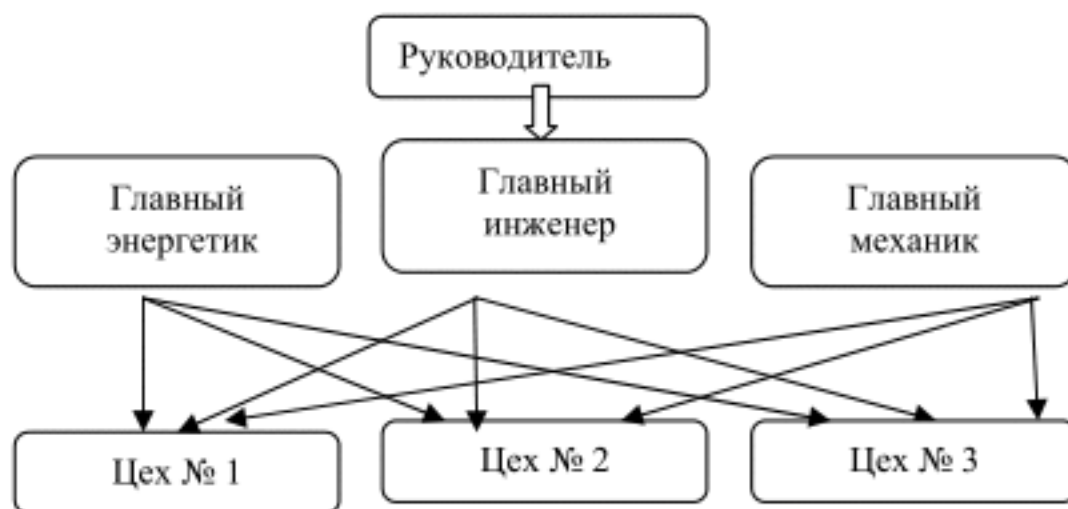 Руководитель
Главный
энергетик
Главный
инженер
Главный
механик
Цех № 1
Цех № 2
Цех № 3